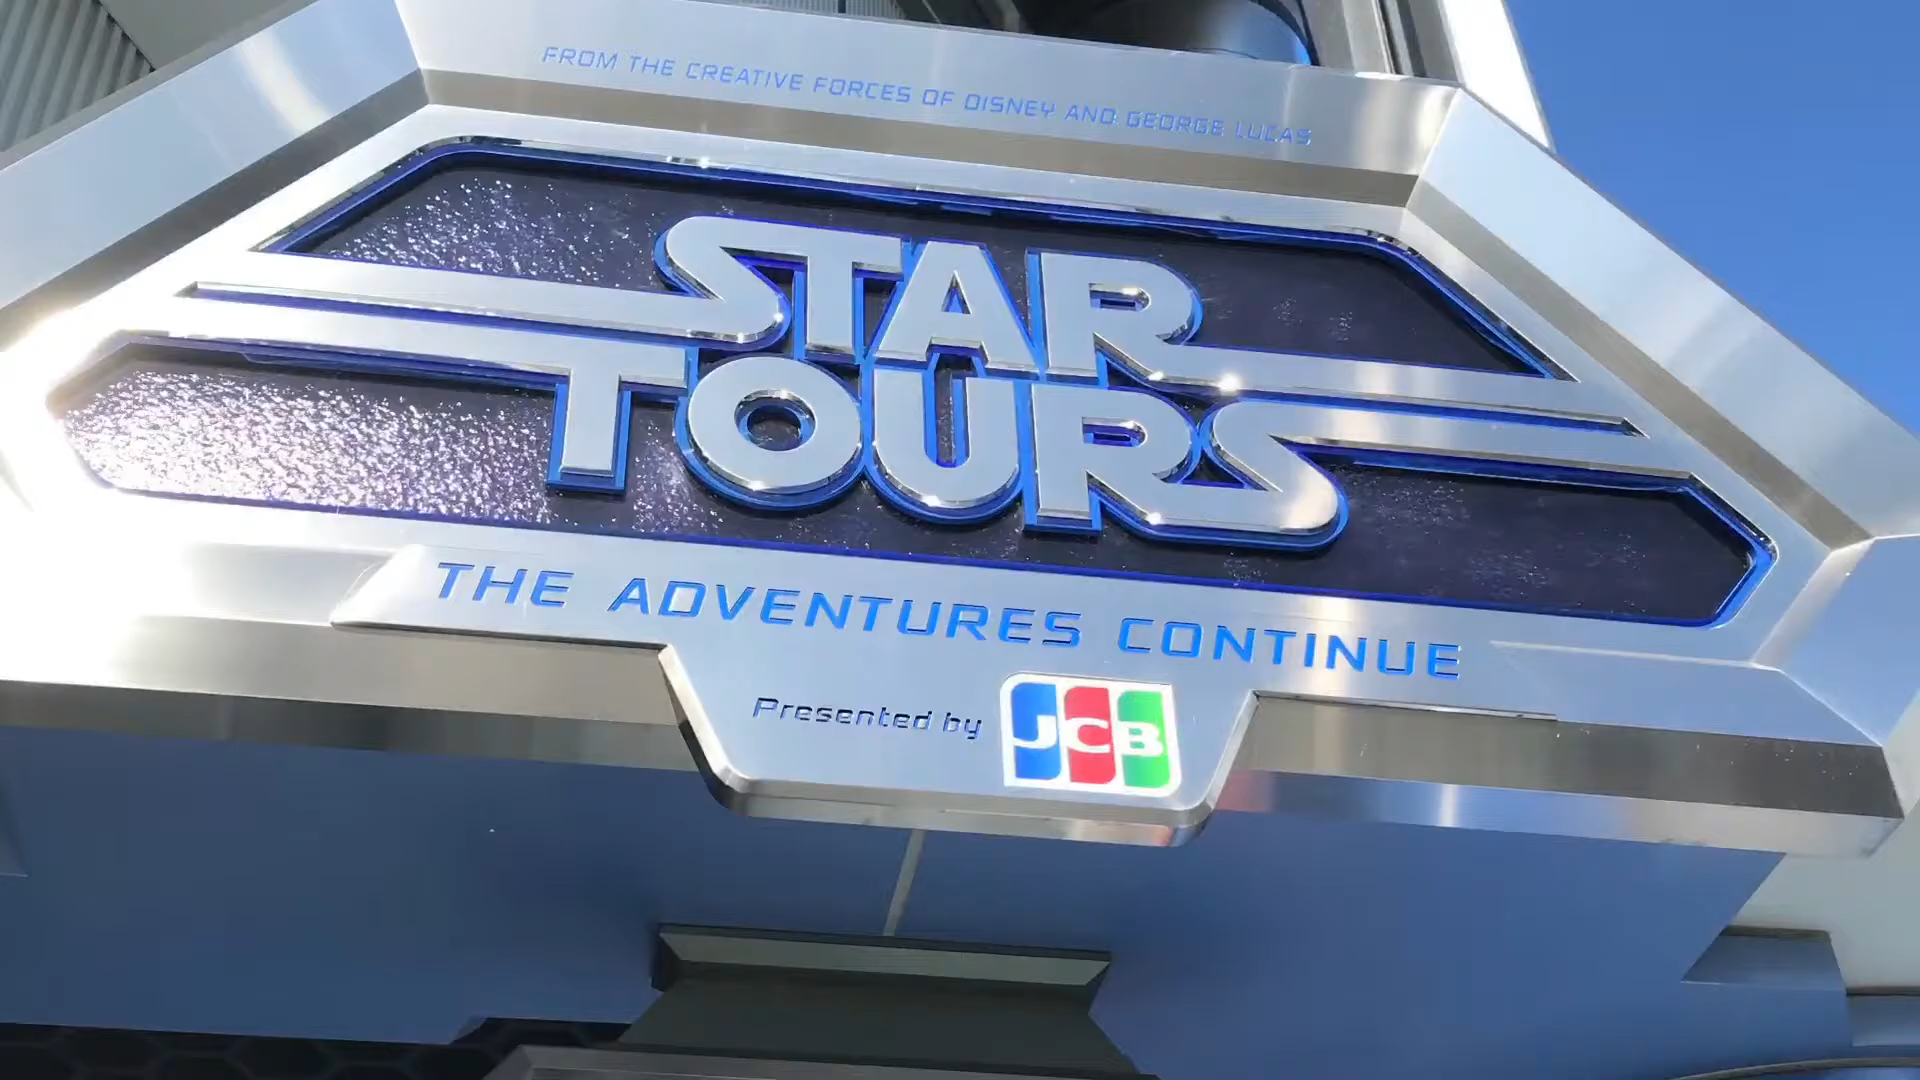 FROM THE CREATIVE FORCES OF DISNEY AND GEORGE LUCAS
STAR
TOURS
THE ADVENTURES CONTINUE
Presented by JCB